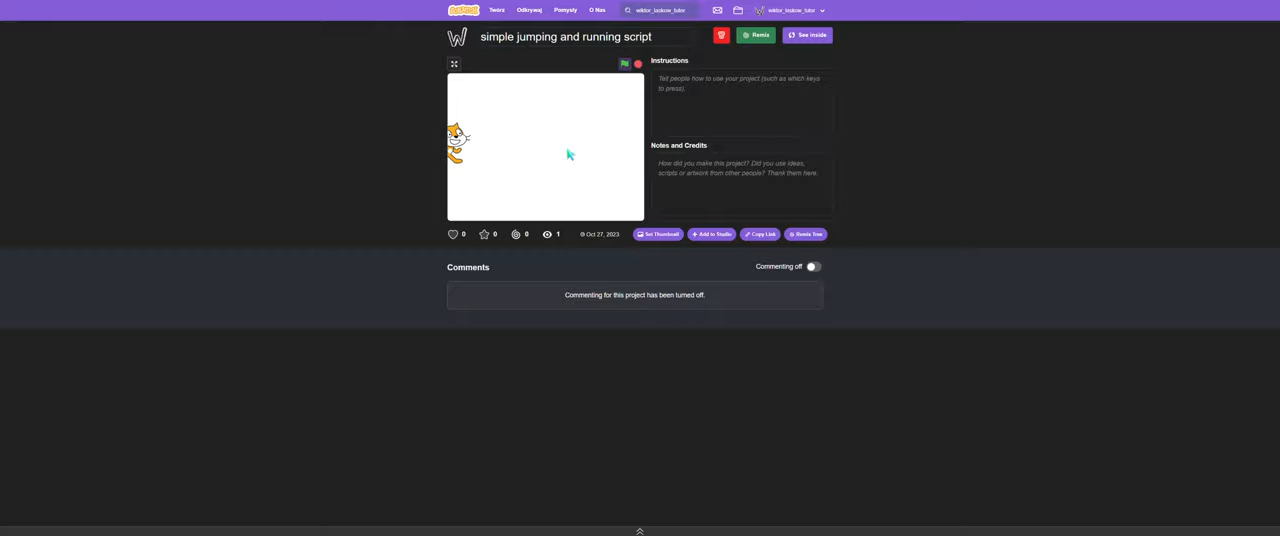 SCRATCH
Twórz
Odkrywaj
Pomysły
O Nas
wiktor_laskow_tutor
wiktor_laskow_tutor
simple jumping and running script
Remix
See inside
Instructions
Tell people how to use your project (such as which keys
to press).
Notes and Credits
How did you make this project? Did you use ideas,
scripts or artwork from other people? Thank them here.
0
0
0
1
© Oct 27, 2023
Set Thumbnail
Add to Studio
Copy Link
Remix Tree
Comments
Commenting off
Commenting for this project has been turned off.